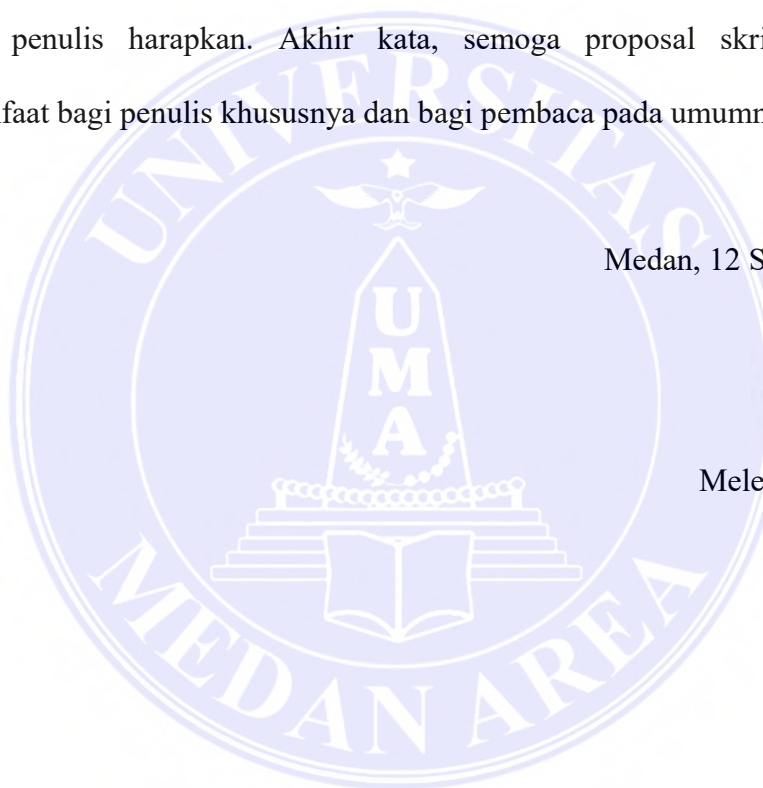 penulis harapkan. Akhir kata, semoga proposal skri
nfaat bagi penulis khususnya dan bagi pembaca pada umumn
Medan, 12 S
Mele
UNIVERSITAS
UMA
MEDAN AREA